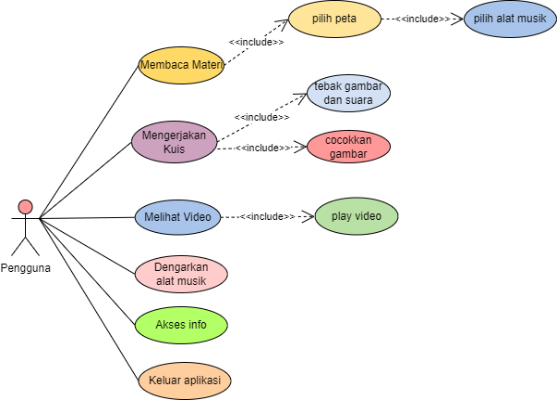 pilih peta
<<include>>
pilih alat musik
<<include>>
Membaca Materi
tebak gambar
dan suara
<<include>>
Mengerjakan
Kuis
<<include>>
cocokkan
gambar
Melihat Video
<<include>>
play video
Pengguna
Dengarkan
alat musik
Akses info
Keluar aplikasi